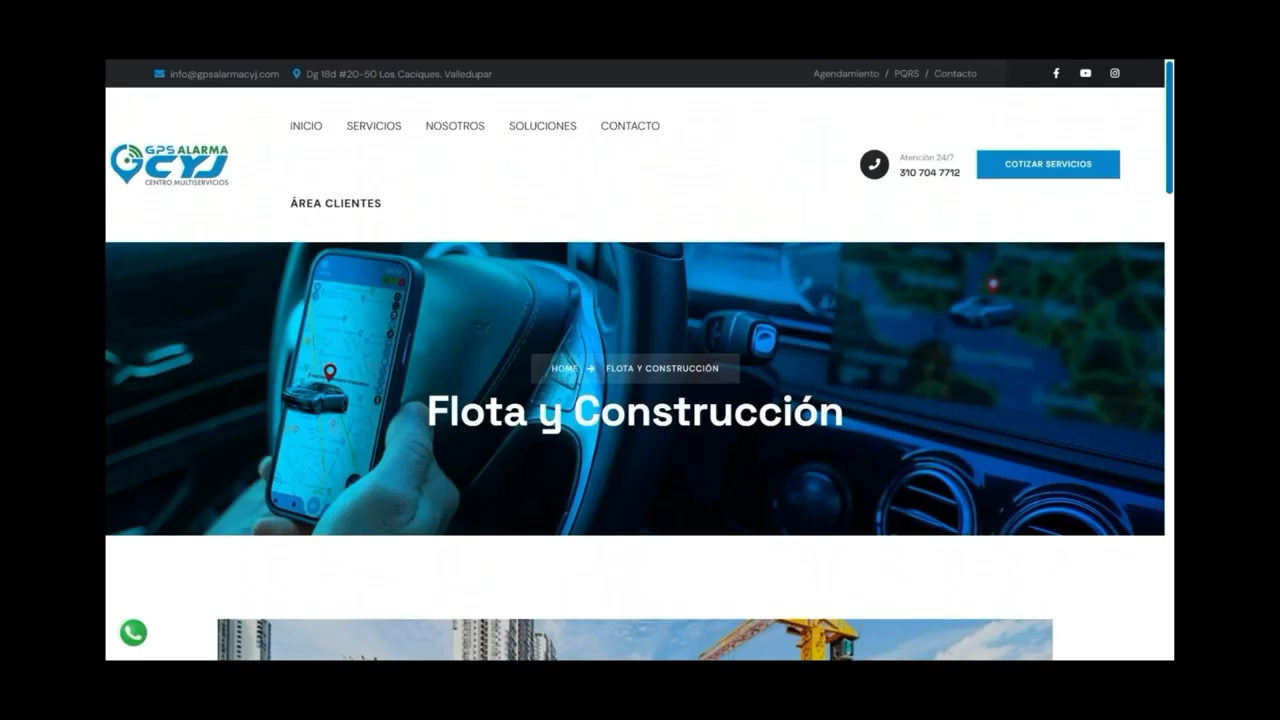 info@gpsalarmacyj.com Dg 18d #20-50 Los Caciques. Valledupar Agendamiento / PQRS / Contacto
INICIO SERVICIOS NOSOTROS SOLUCIONES CONTACTO
GPS ALARMA
CYJ
CENTRO MULTISERVICIOS
Atención 24/7
310 704 7712
COTIZAR SERVICIOS
ÁREA CLIENTES
HOME → FLOTA Y CONSTRUCCIÓN
Flota y Construcción